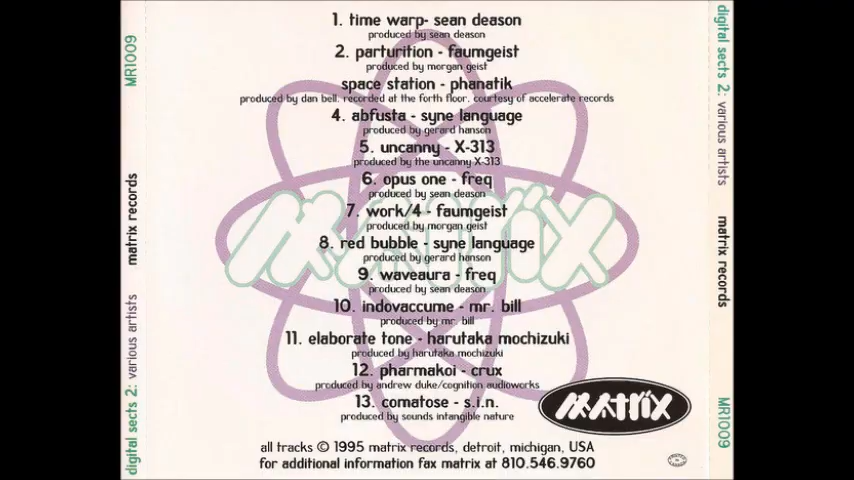 1. time warp- sean deason
produced by sean deason
2. parturition - faumgeist
produced by morgan geist
space station - phanatik
produced by dan bell. recorded at the forth floor. courtesy of accelerate records
4. abfusta - syne language
produced by gerard hanson
5. uncanny - X-313
produced by the uncanny X-313
6. opus one - freq
produced by sean deason
7. work/4 - faumgeist
produced by morgan geist
8. red bubble - syne language
produced by gerard hanson
9. waveaura - freq
produced by sean deason
10. indovaccume - mr. bill
produced by mr. bill
11. elaborate tone - harutaka mochizuki
produced by harutaka mochizuki
12. pharmakoi - crux
produced by andrew duke/cognition audioworks
13. comatose - s.i.n.
produced by sounds intangible nature
all tracks © 1995 matrix records, detroit, michigan, USA
for additional information fax matrix at 810.546.9760
MATRIX
MATRIX
digital sects 2: various artists matrix records MR1009
digital sects 2: various artists matrix records MR1009